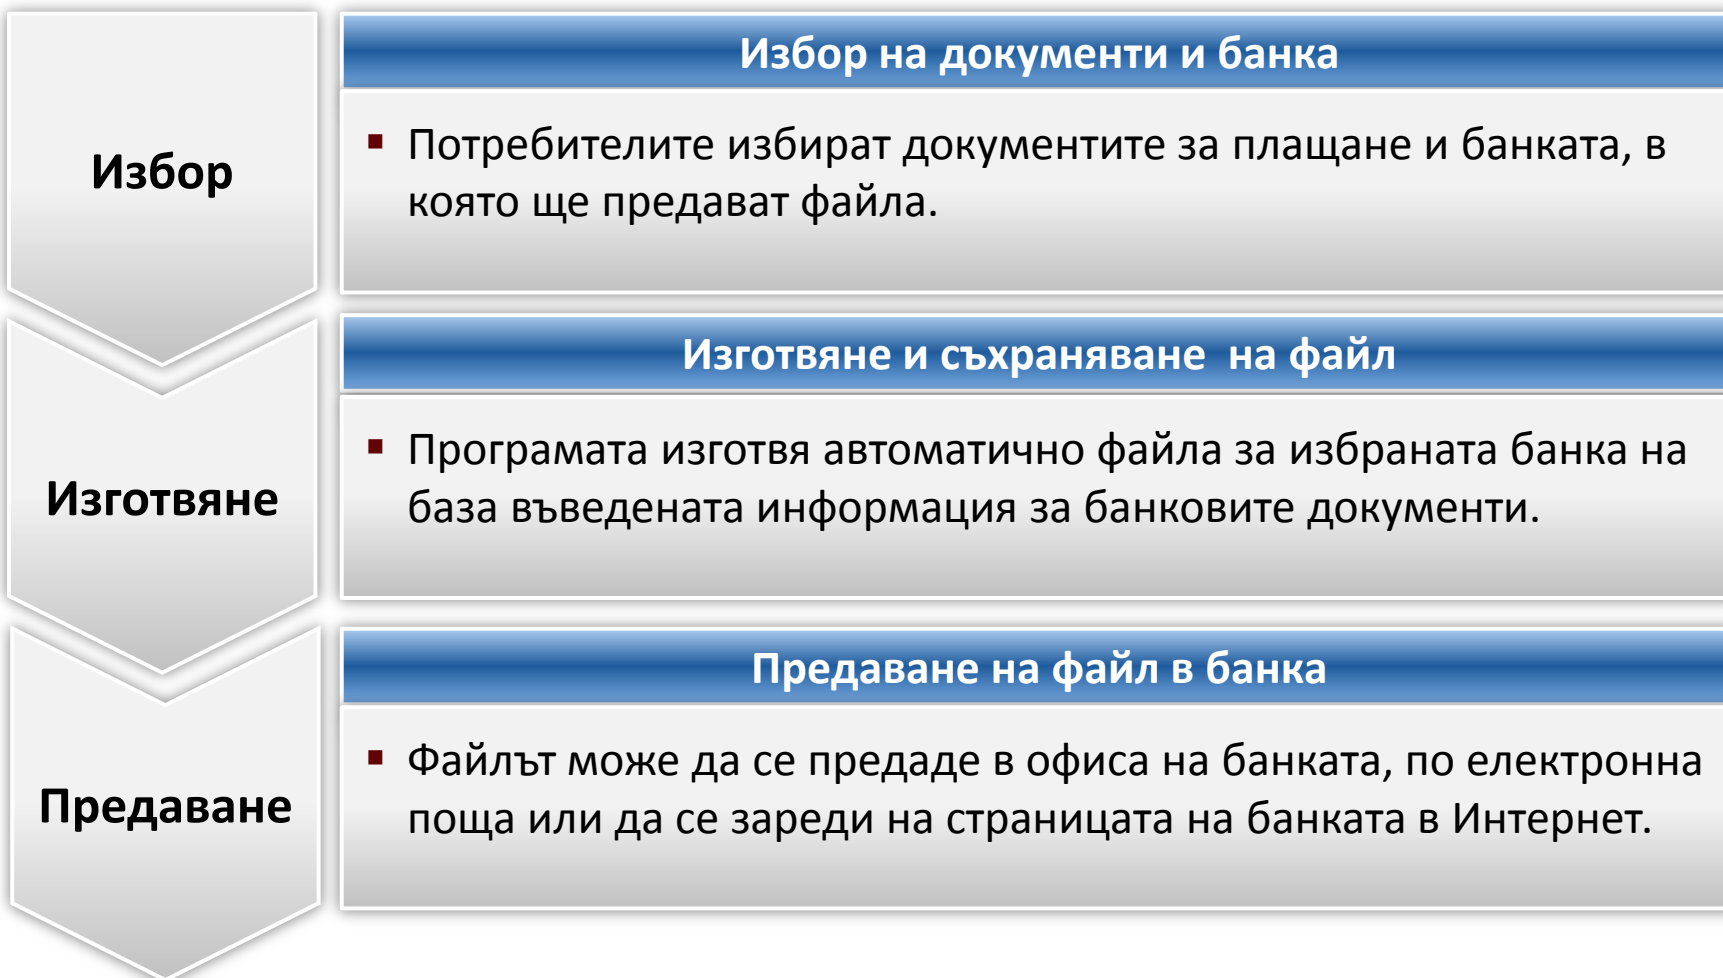 Избор
Избор на документи и банка
▪ Потребителите избират документите за плащане и банката, в
която ще предават файла.
Изготвяне
Изготвяне и съхраняване  на файл
▪ Програмата изготвя автоматично файла за избраната банка на
база въведената информация за банковите документи.
Предаване
Предаване на файл в банка
▪ Файлът може да се предаде в офиса на банката, по електронна
поща или да се зареди на страницата на банката в Интернет.